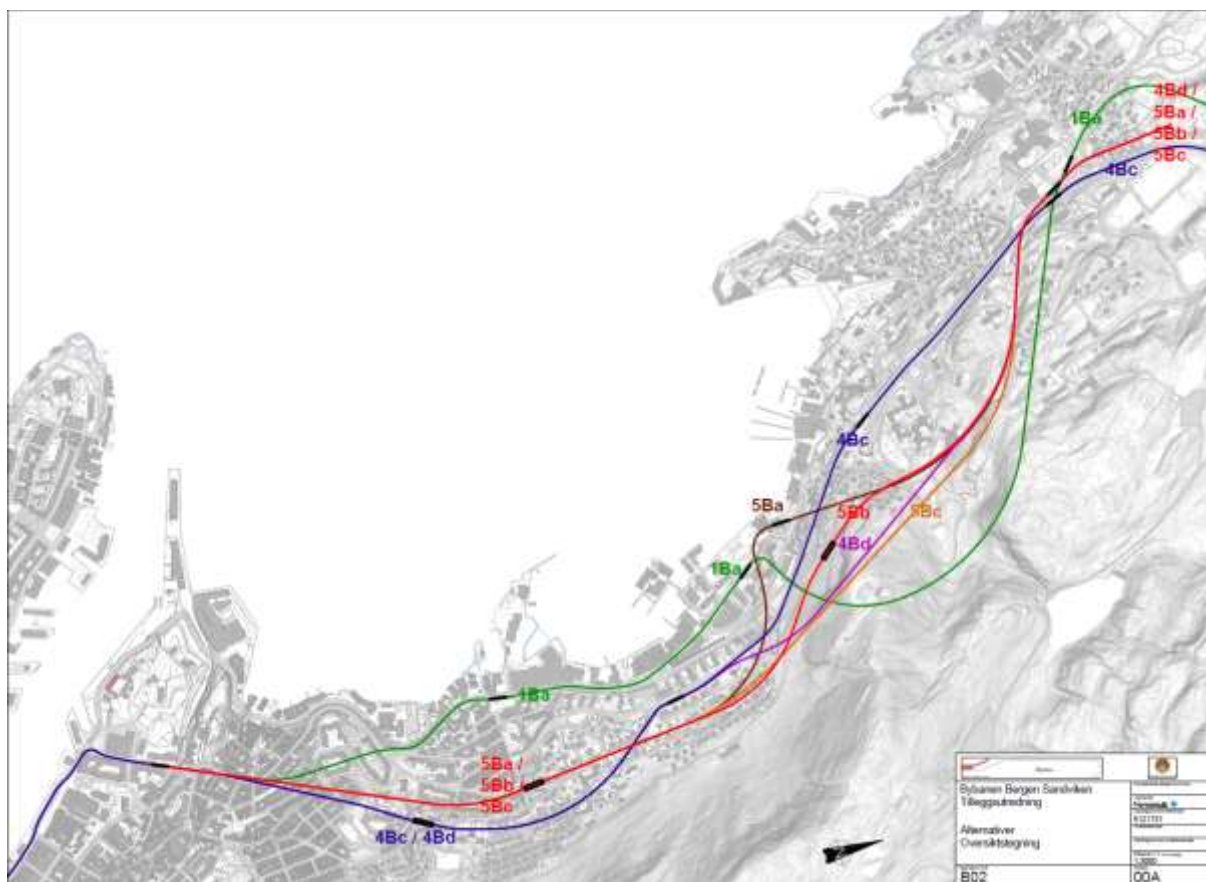 4Bd /
5Ba /
5Bb /
5Bc
1Ba
4Bc
4Bc
5Ba
5Bb
5Bc
4Bd
1Ba
1Ba
5Ba /
5Bb /
5Bc
4Bc / 4Bd
Bybanen Bergen Sandviken
Tilleggsutredning
Alternativer
Oversiktstegning
B02
00A